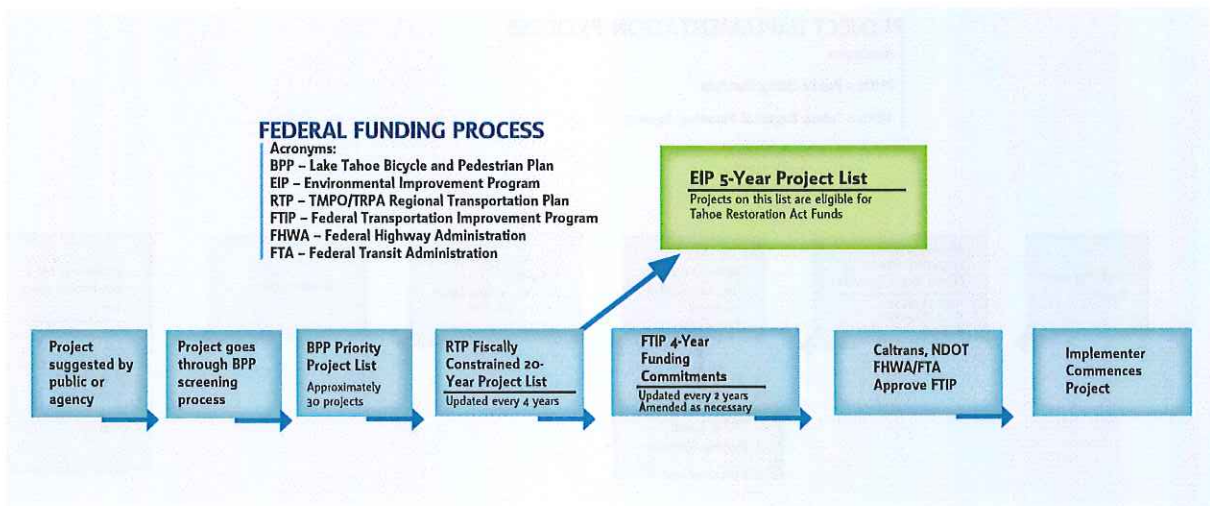 FEDERAL FUNDING PROCESS
Acronyms:
BPP – Lake Tahoe Bicycle and Pedestrian Plan
EIP – Environmental Improvement Program
RTP – TMPO/TRPA Regional Transportation Plan
FTIP – Federal Transportation Improvement Program
FHWA – Federal Highway Administration
FTA – Federal Transit Administration
EIP 5-Year Project List
Projects on this list are eligible for
Tahoe Restoration Act Funds
Project
suggested by
public or
agency
Project goes
through BPP
screening
process
BPP Priority
Project List
Approximately
30 projects
RTP Fiscally
Constrained 20-
Year Project List
Updated every 4 years
FTIP 4-Year
Funding
Commitments
Updated every 2 years
Amended as necessary
Caltrans, NDOT
FHWA/FTA
Approve FTIP
Implementer
Commences
Project